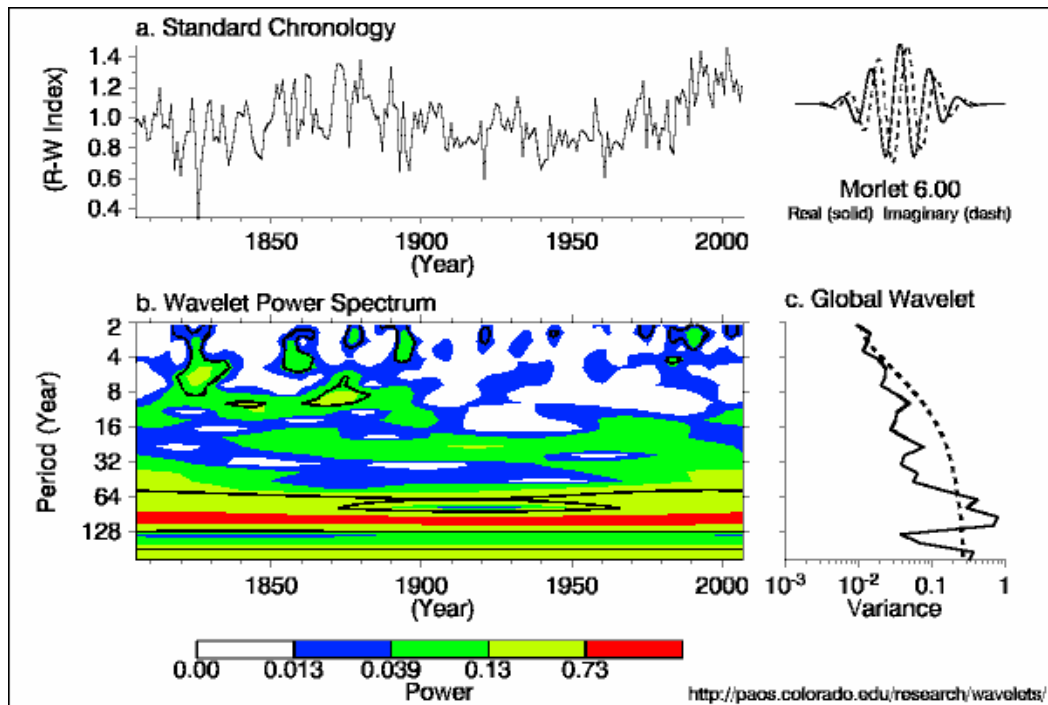 a. Standard Chronology
(R-W Index)
1.4
1.2
1.0
0.8
0.6
0.4
1850
1900
1950
2000
(Year)
Morlet 6.00
Real (solid) Imaginary (dash)
b. Wavelet Power Spectrum
Period (Year)
2
4
8
16
32
64
128
1850
1900
1950
2000
(Year)
c. Global Wavelet
10-3
10-2
0.1
1
Variance
0.00
0.013
0.039
0.13
0.73
Power
http://paos.colorado.edu/research/wavelets/